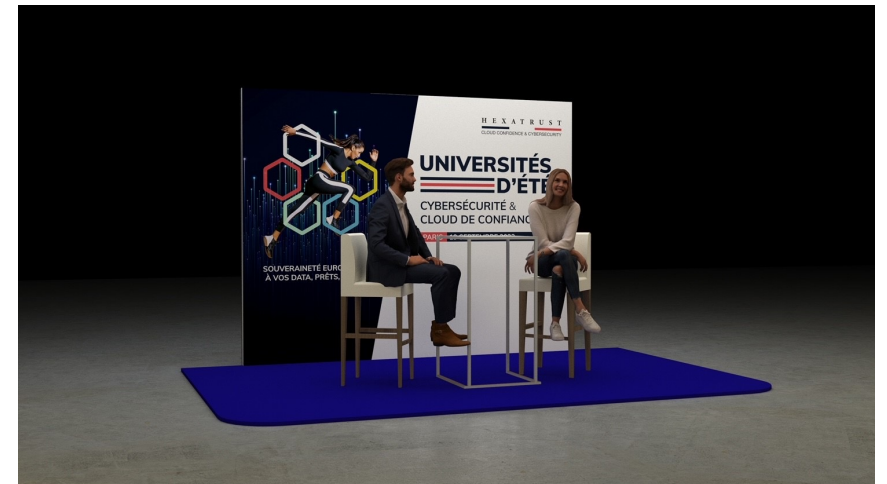 HEXATRUST
CLOUD CONFIDENCE & CYBERSECURITY
UNIVERSITÉS
D'ÉTÉ
CYBERSÉCURITÉ &
CLOUD DE CONFIANC
PARIS
SOUVERAINETÉ EURO
À VOS DATA, PRÊTS,